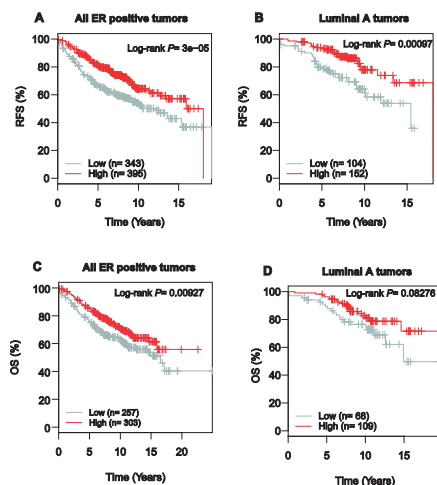 A
All ER positive tumors
Log-rank P= 3e-05
RFS (%)
100
80
60
40
20
0
Low (n= 343)
High (n= 395)
0 5 10 15
Time (Years)
B
Luminal A tumors
Log-rank P= 0.00097
RFS (%)
100
80
60
40
20
0
Low (n= 104)
High (n= 152)
0 5 10 15
Time (Years)
C
All ER positive tumors
Log-rank P= 0.00927
OS (%)
100
80
60
40
20
0
Low (n = 257)
High (n = 303)
0 5 10 15 20 25
Time (Years)
D
Luminal A tumors
Log-rank P= 0.08276
OS (%)
100
80
60
40
20
0
Low (n = 68)
High (n = 109)
0 5 10 15
Time (Years)